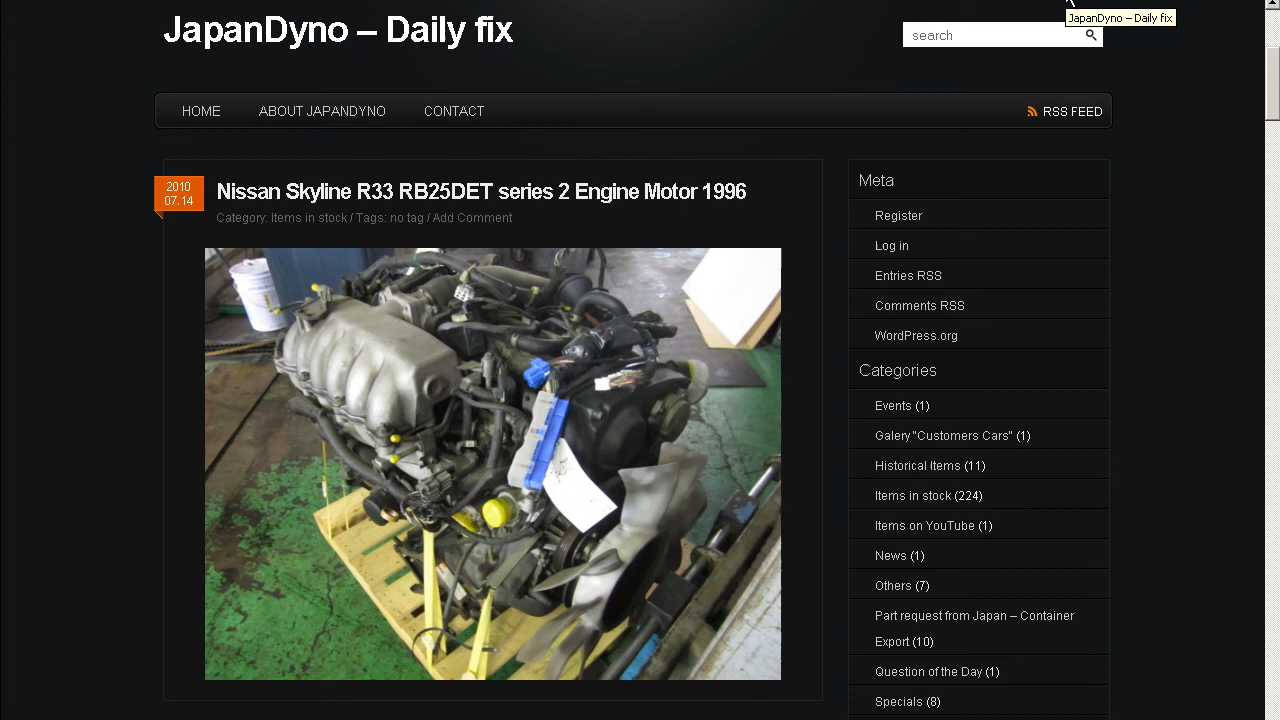 JapanDyno – Daily fix
JapanDyno – Daily fix
search
HOME ABOUT JAPANDYNO CONTACT RSS FEED
2010
07.14
Nissan Skyline R33 RB25DET series 2 Engine Motor 1996
Category: Items in stock / Tags: no tag / Add Comment
Meta
Register
Log in
Entries RSS
Comments RSS
WordPress.org
Categories
Events (1)
Galery "Customers Cars" (1)
Historical Items (11)
Items in stock (224)
Items on YouTube (1)
News (1)
Others (7)
Part request from Japan – Container
Export (10)
Question of the Day (1)
Specials (8)